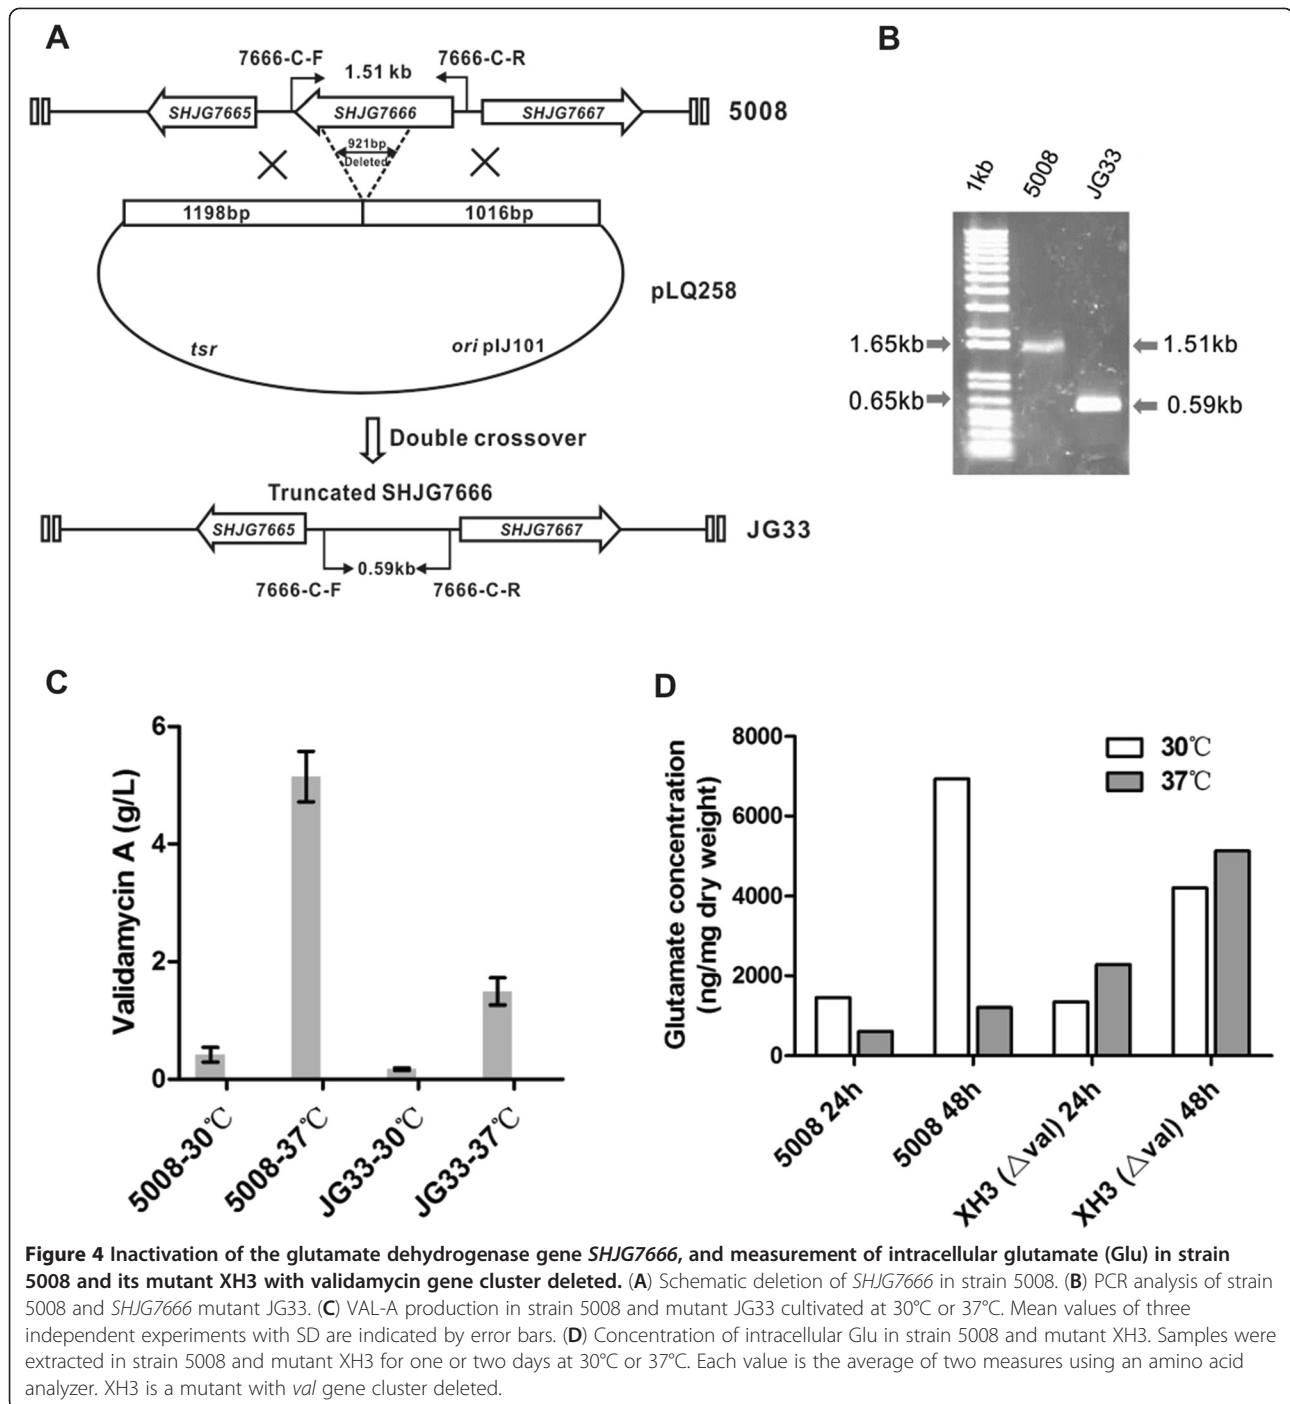 A
7666-C-F
1.51 kb
7666-C-R
SHJG7665
SHJG7666
SHJG7667
5008
921bp
Deleted
1198bp
1016bp
pLQ258
tsr
ori pIJ101
Double crossover
Truncated SHJG7666
SHJG7665
SHJG7667
JG33
0.59kb
7666-C-F
7666-C-R
B
1kb
5008
JG33
1.65kb
1.51kb
0.65kb
0.59kb
C
Validamycin A (g/L)
6
4
2
0
5008-30℃
5008-37℃
JG33-30℃
JG33-37℃
D
Glutamate concentration
(ng/mg dry weight)
8000
6000
4000
2000
0
30℃
37℃
5008 24h
5008 48h
XH3 (△val) 24h
XH3 (△val) 48h
Figure 4 Inactivation of the glutamate dehydrogenase gene SHJG7666, and measurement of intracellular glutamate (Glu) in strain
5008 and its mutant XH3 with validamycin gene cluster deleted. (A) Schematic deletion of SHJG7666 in strain 5008. (B) PCR analysis of strain
5008 and SHJG7666 mutant JG33. (C) VAL-A production in strain 5008 and mutant JG33 cultivated at 30°C or 37°C. Mean values of three
independent experiments with SD are indicated by error bars. (D) Concentration of intracellular Glu in strain 5008 and mutant XH3. Samples were
extracted in strain 5008 and mutant XH3 for one or two days at 30°C or 37°C. Each value is the average of two measures using an amino acid
analyzer. XH3 is a mutant with val gene cluster deleted.